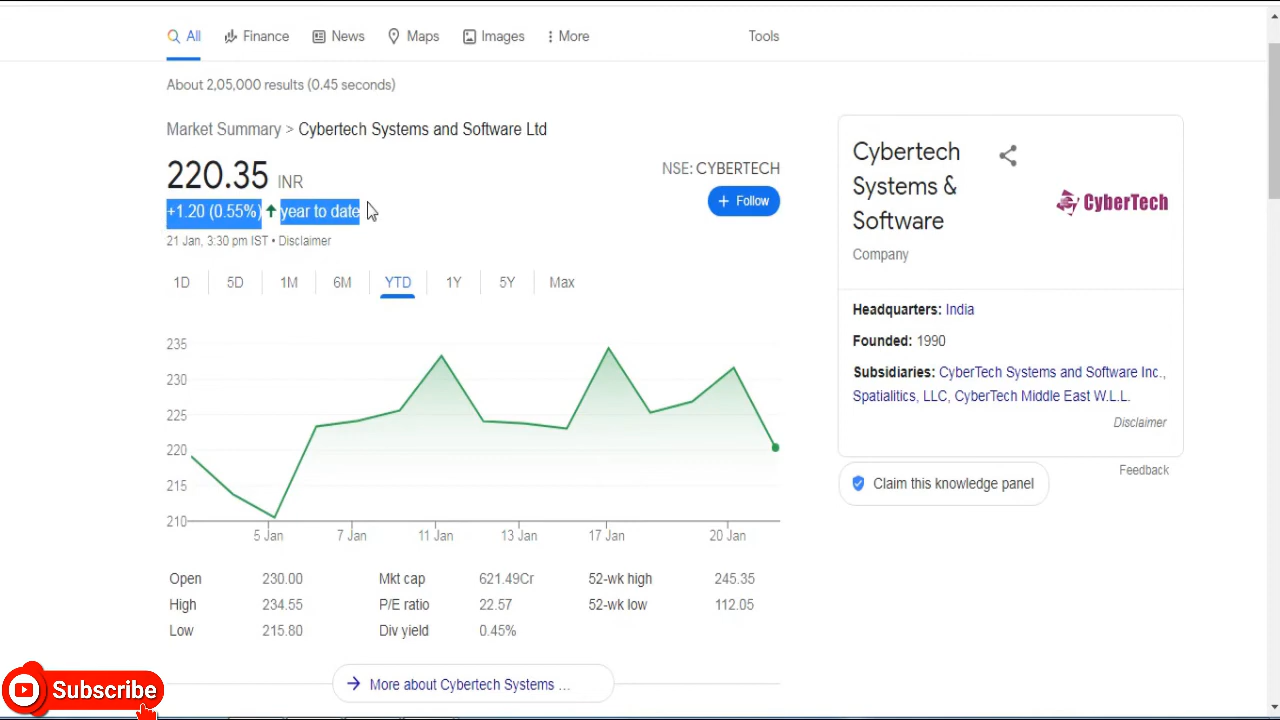 All Finance News Maps Images More Tools
About 2,05,000 results (0.45 seconds)
Market Summary > Cybertech Systems and Software Ltd
220.35 INR
+1.20 (0.55%) year to date
21 Jan, 3:30 pm IST • Disclaimer
NSE: CYBERTECH
+ Follow
1D 5D 1M 6M YTD 1Y 5Y Max
235
230
225
220
215
210
5 Jan 7 Jan 11 Jan 13 Jan 17 Jan 20 Jan
Open 230.00 Mkt cap 621.49Cr 52-wk high 245.35
High 234.55 P/E ratio 22.57 52-wk low 112.05
Low 215.80 Div yield 0.45%
More about Cybertech Systems ...
Cybertech
Systems &
Software
Company
CyberTech
Headquarters: India
Founded: 1990
Subsidiaries: CyberTech Systems and Software Inc.,
Spatialitics, LLC, CyberTech Middle East W.L.L.
Disclaimer
Feedback
Claim this knowledge panel
Subscribe